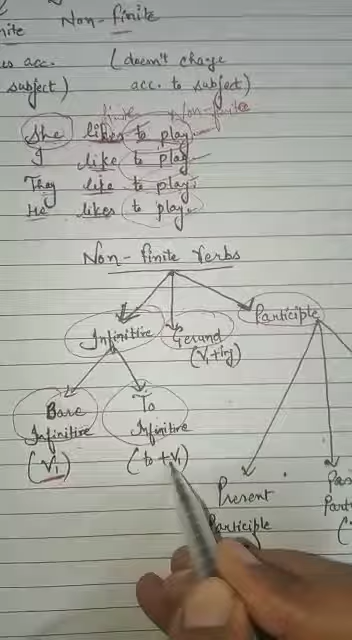 Non-finite
(doesn't change
subject) acc. to subject)
finite Non-finite
She likes to play
I like to play
They like to play
He likes to play
Non-finite Verbs
Infinitive Gerund Participle
(V1+ing)
Bare To
Infinitive Infinitive
(V1) (to+V1)
Present
Participle